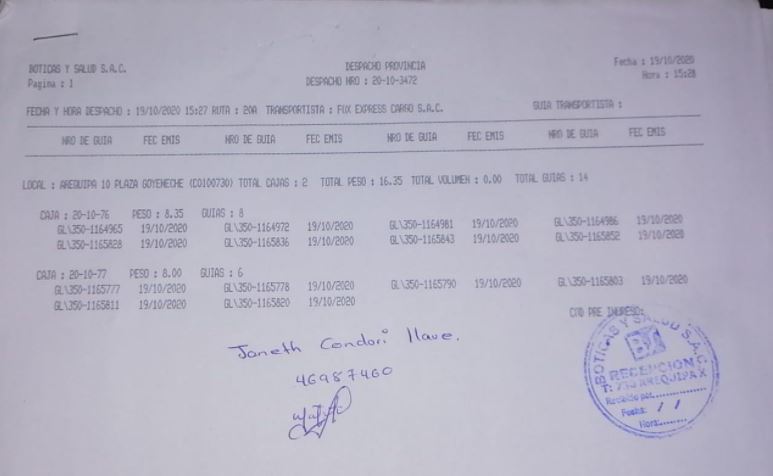 BOTICAS Y SALUD S.A.C. DESPACHO PROVINCIA Fecha : 19/10/2020
Pagina : 1 DESPACHO NRO : 20-10-3472 Hora : 15:28
FECHA Y HORA DESPACHO : 19/10/2020 15:27 RUTA : 20A TRANSPORTISTA : FUX EXPRESS CARGO S.A.C. GUIA TRANSPORTISTA :
NRO DE GUIA FEC EMIS NRO DE GUIA FEC EMIS NRO DE GUIA FEC EMIS NRO DE GUIA FEC EMIS
LOCAL : AREQUIPA 10 PLAZA GOYENECHE (C0100730) TOTAL CAJAS : 2 TOTAL PESO : 16.35 TOTAL VOLUMEN : 0.00 TOTAL GUIAS : 14
CAJA : 20-10-76 PESO : 8.35 GUIAS : 8
GL\350-1164965 19/10/2020 GL\350-1164972 19/10/2020 GL\350-1164981 19/10/2020 GL\350-1164986 19/10/2020
GL\350-1165828 19/10/2020 GL\350-1165836 19/10/2020 GL\350-1165843 19/10/2020 GL\350-1165852 19/10/2020
CAJA : 20-10-77 PESO : 8.00 GUIAS : 6
GL\350-1165777 19/10/2020 GL\350-1165778 19/10/2020 GL\350-1165790 19/10/2020 GL\350-1165803 19/10/2020
GL\350-1165811 19/10/2020 GL\350-1165820 19/10/2020
COD PRE INGRESO:
Janeth Condori Llave.
46987460
BOTICAS Y SALUD S.A.C.
RECEPCION
T: 730 AREQUIPA X
Recibido por:
Fecha: / /
Hora: